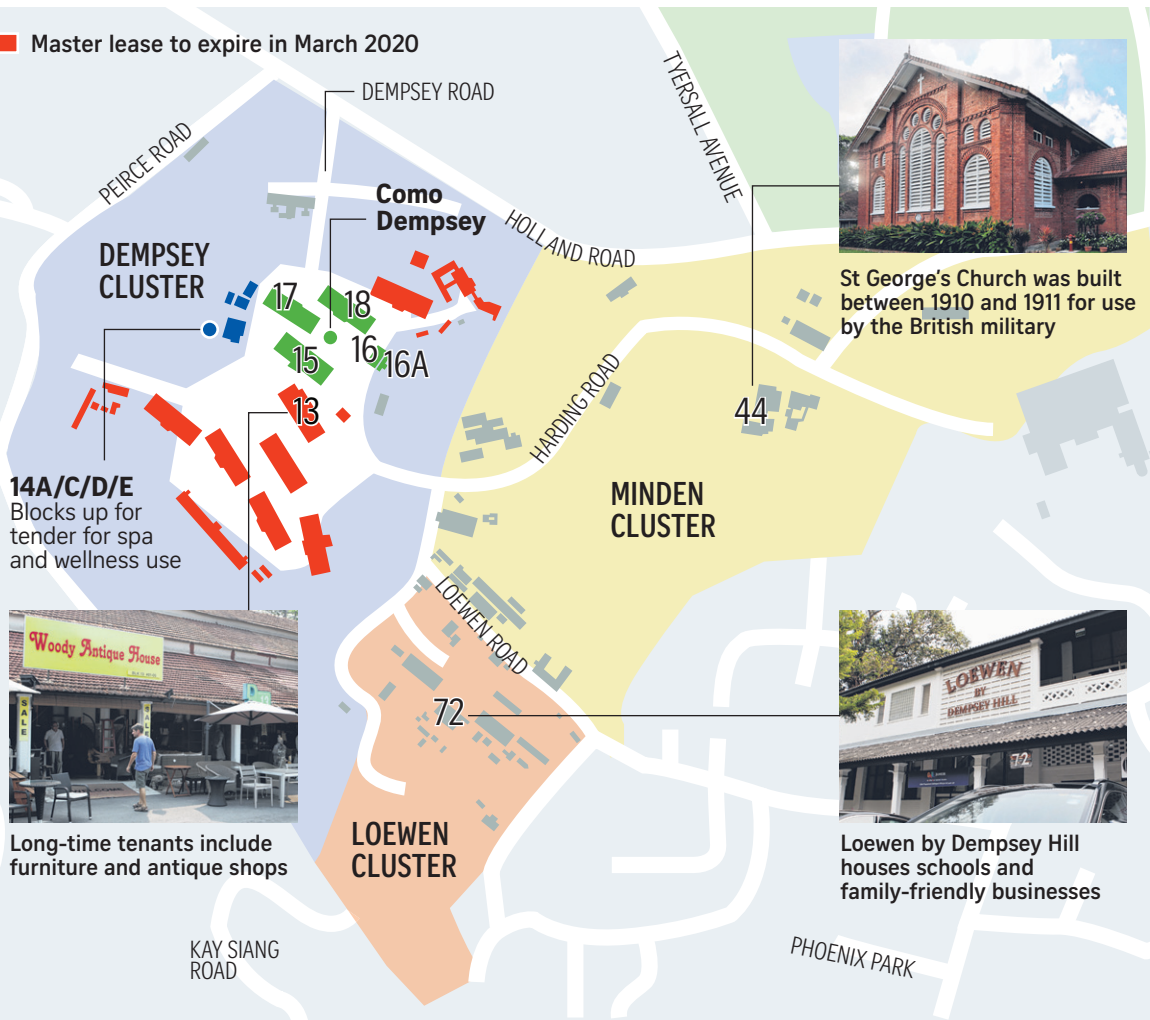 Master lease to expire in March 2020
DEMPSEY ROAD
TYERSALL AVENUE
PEIRCE ROAD
Como
Dempsey
HOLLAND ROAD
DEMPSEY
CLUSTER
St George's Church was built
between 1910 and 1911 for use
by the British military
17
18
16
16A
15
13
HARDING ROAD
44
14A/C/D/E
Blocks up for
tender for spa
and wellness use
MINDEN
CLUSTER
LOEWEN ROAD
Woody Antique House
SALE
SALE
D
72
LOEWEN
BY
DEMPSEY HILL
72
Long-time tenants include
furniture and antique shops
LOEWEN
CLUSTER
Loewen by Dempsey Hill
houses schools and
family-friendly businesses
KAY SIANG
ROAD
PHOENIX PARK